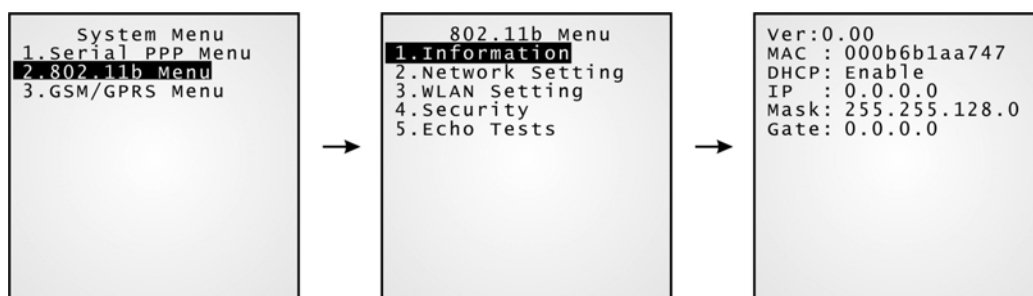 System Menu
1.Serial PPP Menu
2.802.11b Menu
3.GSM/GPRS Menu
802.11b Menu
1.Information
2.Network Setting
3.WLAN Setting
4.Security
5.Echo Tests
Ver:0.00
MAC : 000b6b1aa747
DHCP: Enable
IP : 0.0.0.0
Mask: 255.255.128.0
Gate: 0.0.0.0